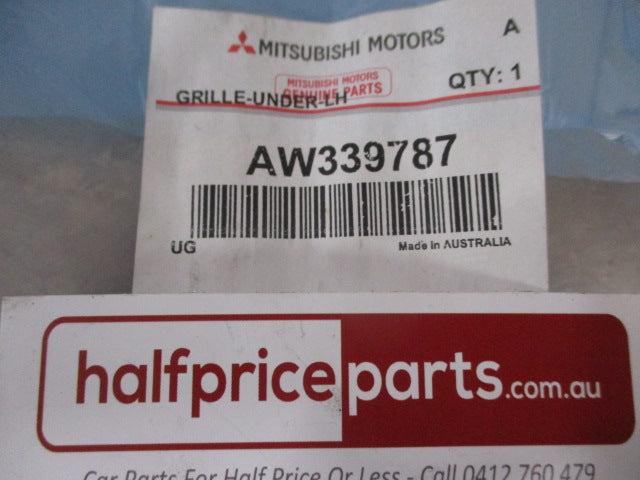 MITSUBISHI MOTORS
A
MITSUBISHI MOTORS
GENUINE PARTS
QTY: 1
GRILLE-UNDER-LH
AW339787
UG
Made in AUSTRALIA
halfpriceparts.com.au
Car Parts For Half Price Or Less - Call 0412 760 479